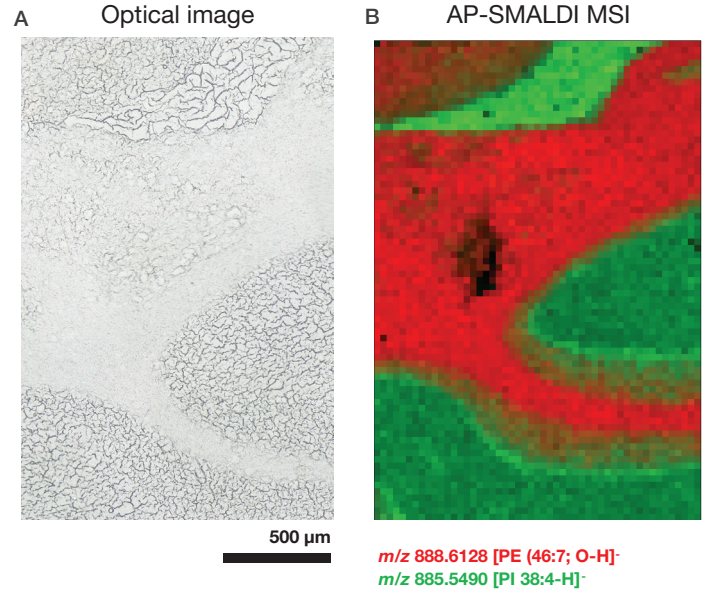 A
Optical image
B
AP-SMALDI MSI
500 µm
m/z 888.6128 [PE (46:7; O-H]-
m/z 885.5490 [PI 38:4-H]-